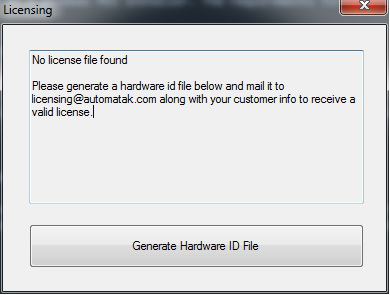 Licensing
No license file found
Please generate a hardware id file below and mail it to
licensing@automatak.com along with your customer info to receive a
valid license.
Generate Hardware ID File